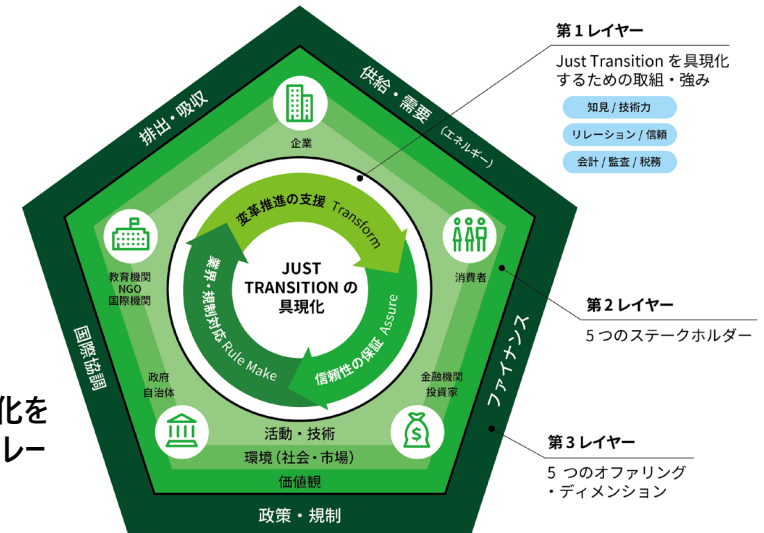 第1レイヤー
Just Transition を具現化
するための取組・強み
知見 / 技術力
リレーション / 信頼
会計 / 監査 / 税務
排出・吸収
供給・需要
(エネルギー)
企業
変革推進の支援 Transform
教育機関
NGO
国際機関
消費者
JUST
TRANSITION の
具現化
業界・規制対応 Rule Make
信頼性の保証 Assure
第2レイヤー
5つのステークホルダー
国際協調
ファイナンス
政府
自治体
金融機関
投資家
化を
レー
活動・技術
環境(社会・市場)
価値観
政策・規制
第3レイヤー
5 つのオファリング
・ディメンション